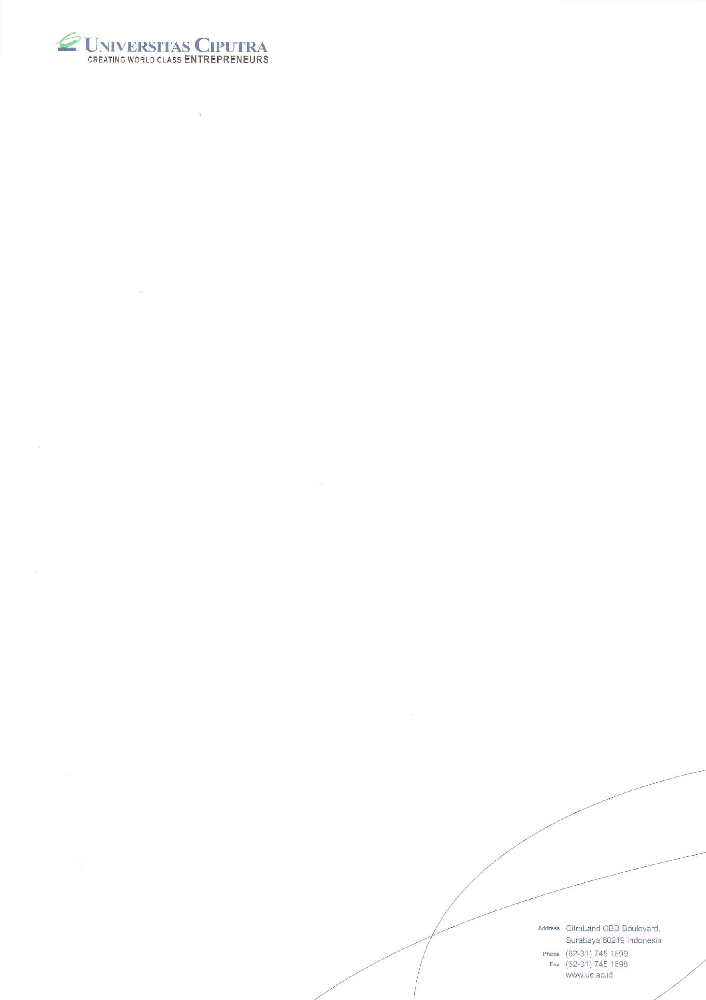 UNIVERSITAS CIPUTRA
CREATING WORLD CLASS ENTREPRENEURS
Address CitraLand CBD Boulevard,
Surabaya 60219 Indonesia
Phone (62-31) 745 1699
Fax (62-31) 745 1698
www.uc.ac.id